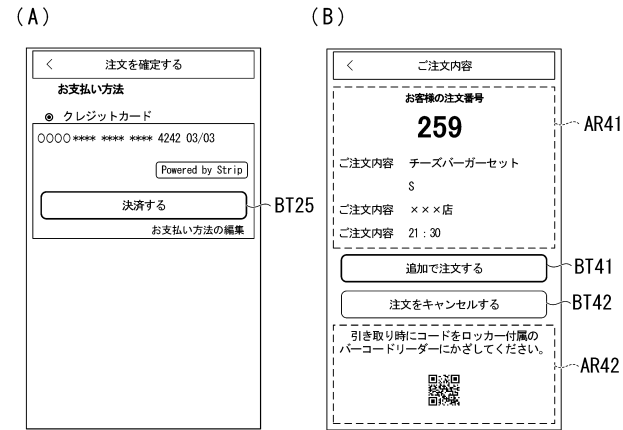 (A)
〈 注文を確定する
お支払い方法
◉ クレジットカード
○○○○ **** **** **** 4242 03/03
Powered by Strip
決済する
BT25
お支払い方法の編集
(B)
〈 ご注文内容
お客様の注文番号
259
AR41
ご注文内容 チーズバーガーセット
S
ご注文内容 ×××店
ご注文内容 21：30
追加で注文する
BT41
注文をキャンセルする
BT42
引き取り時にコードをロッカー付属の
バーコードリーダーにかざしてください。
AR42